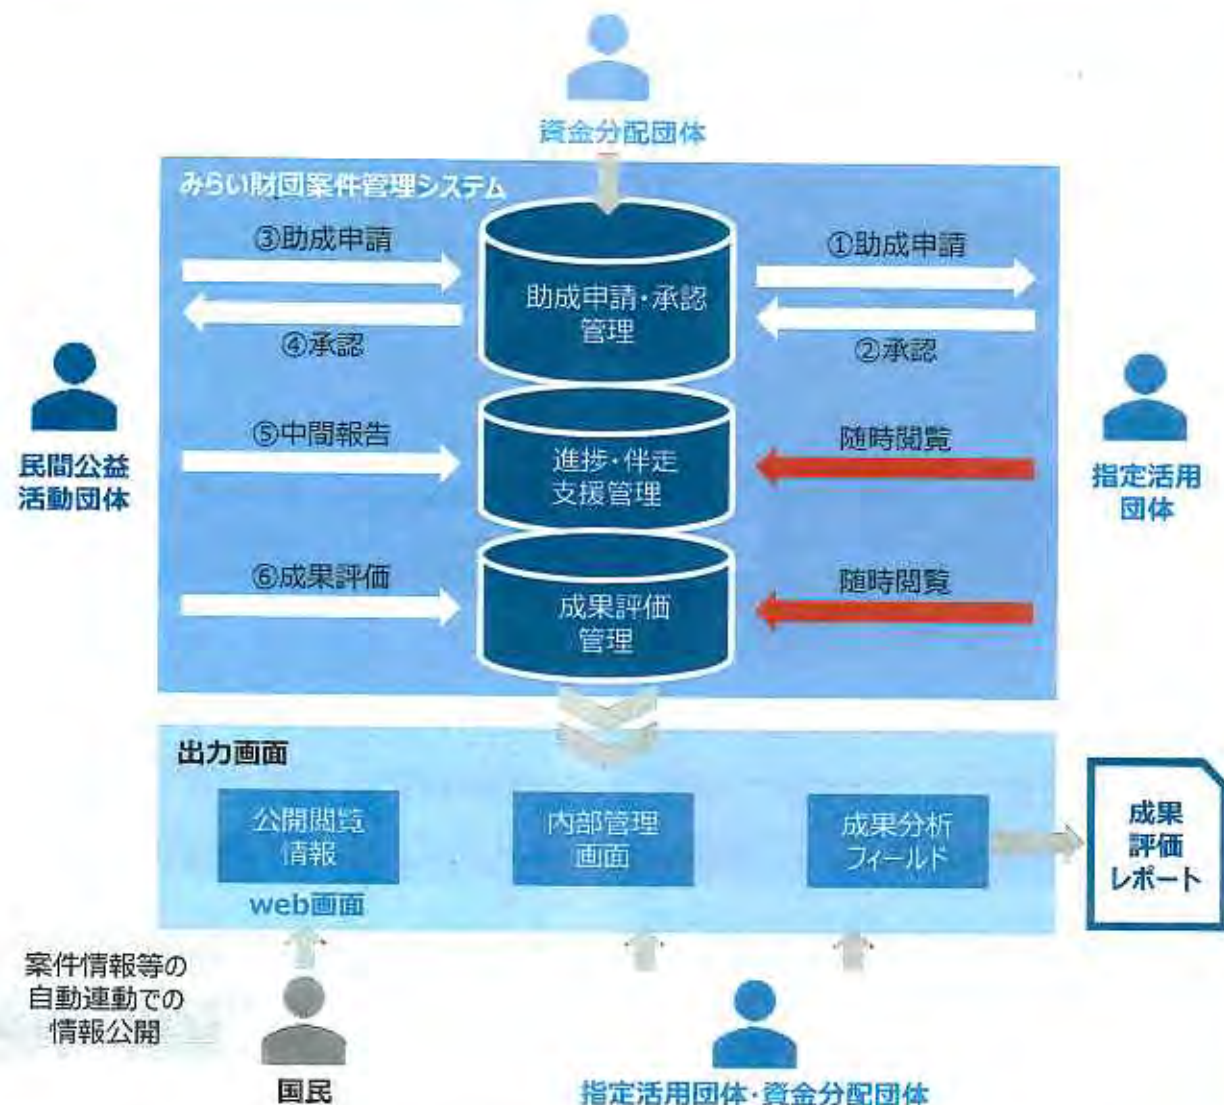 資金分配団体
みらい財団案件管理システム
③助成申請
①助成申請
助成申請・承認
管理
④承認
②承認
民間公益
活動団体
⑤中間報告
進捗・伴走
支援管理
随時閲覧
指定活用
団体
⑥成果評価
成果評価
管理
随時閲覧
出力画面
公開閲覧
情報
web画面
内部管理
画面
成果分析
フィールド
成果
評価
レポート
案件情報等の
自動連動での
情報公開
国民
指定活用団体・資金分配団体